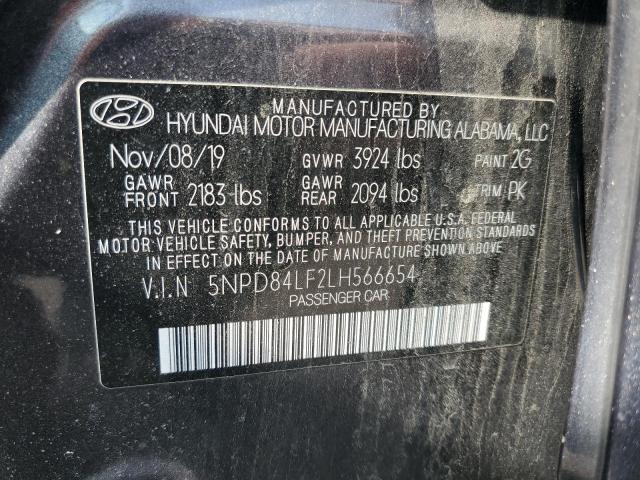 MANUFACTURED BY
HYUNDAI MOTOR MANUFACTURING ALABAMA, LLC
Nov/08/19 GVWR 3924 lbs PAINT 2G
GAWR FRONT 2183 lbs GAWR REAR 2094 lbs TRIM PK
THIS VEHICLE CONFORMS TO ALL APPLICABLE U.S.A. FEDERAL
MOTOR VEHICLE SAFETY, BUMPER, AND THEFT PREVENTION STANDARDS
IN EFFECT ON THE DATE OF MANUFACTURE SHOWN ABOVE
V.I.N 5NPD84LF2LH566654
PASSENGER CAR